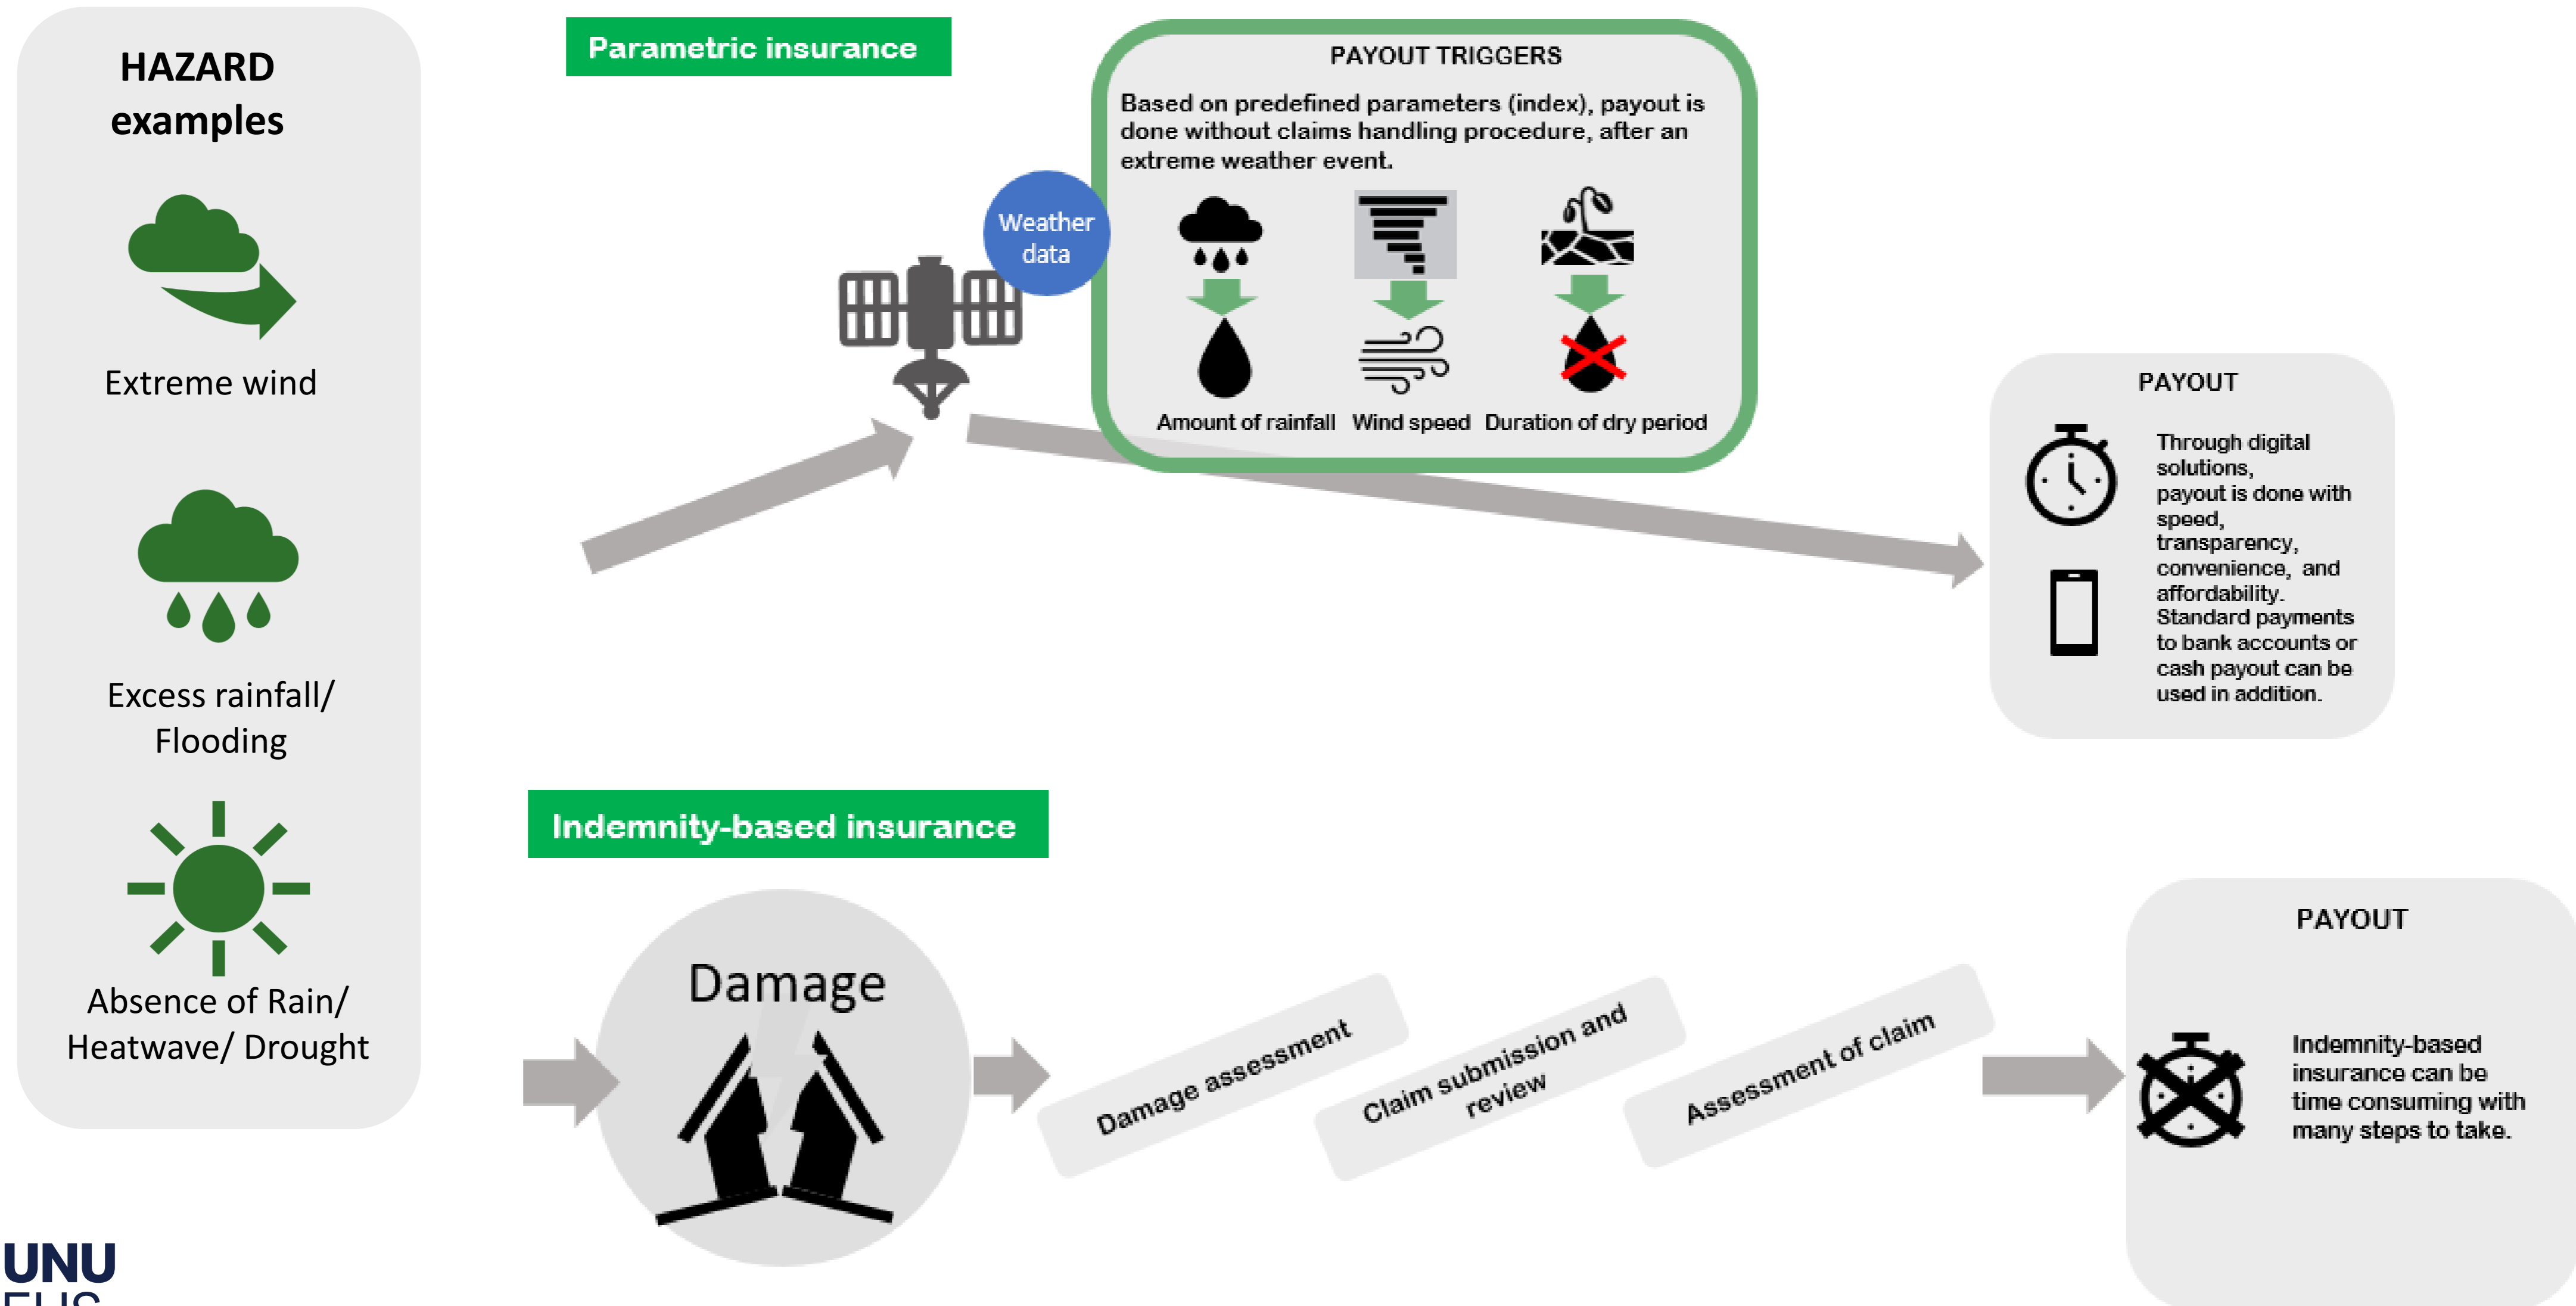 HAZARD
examples
Extreme wind
Excess rainfall/
Flooding
Absence of Rain/
Heatwave/ Drought
Parametric insurance
Weather
data
PAYOUT TRIGGERS
Based on predefined parameters (index), payout is
done without claims handling procedure, after an
extreme weather event.
Amount of rainfall
Wind speed
Duration of dry period
PAYOUT
Through digital
solutions,
payout is done with
speed,
transparency,
convenience, and
affordability.
Standard payments
to bank accounts or
cash payout can be
used in addition.
Indemnity-based insurance
Damage
Damage assessment
Claim submission and
review
Assessment of claim
PAYOUT
Indemnity-based
insurance can be
time consuming with
many steps to take.
UNU
EHS